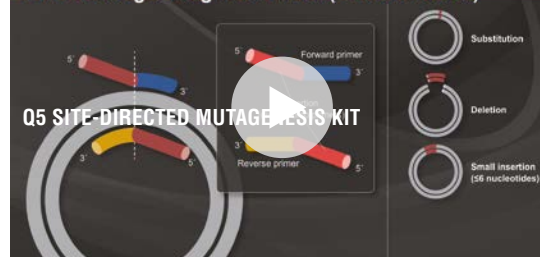 5´
3´
5´
5´
Forward primer
3´
3´
Reverse primer
5´
Q5 SITE-DIRECTED MUTAGENESIS KIT
Substitution
Deletion
Small insertion
(≤6 nucleotides)